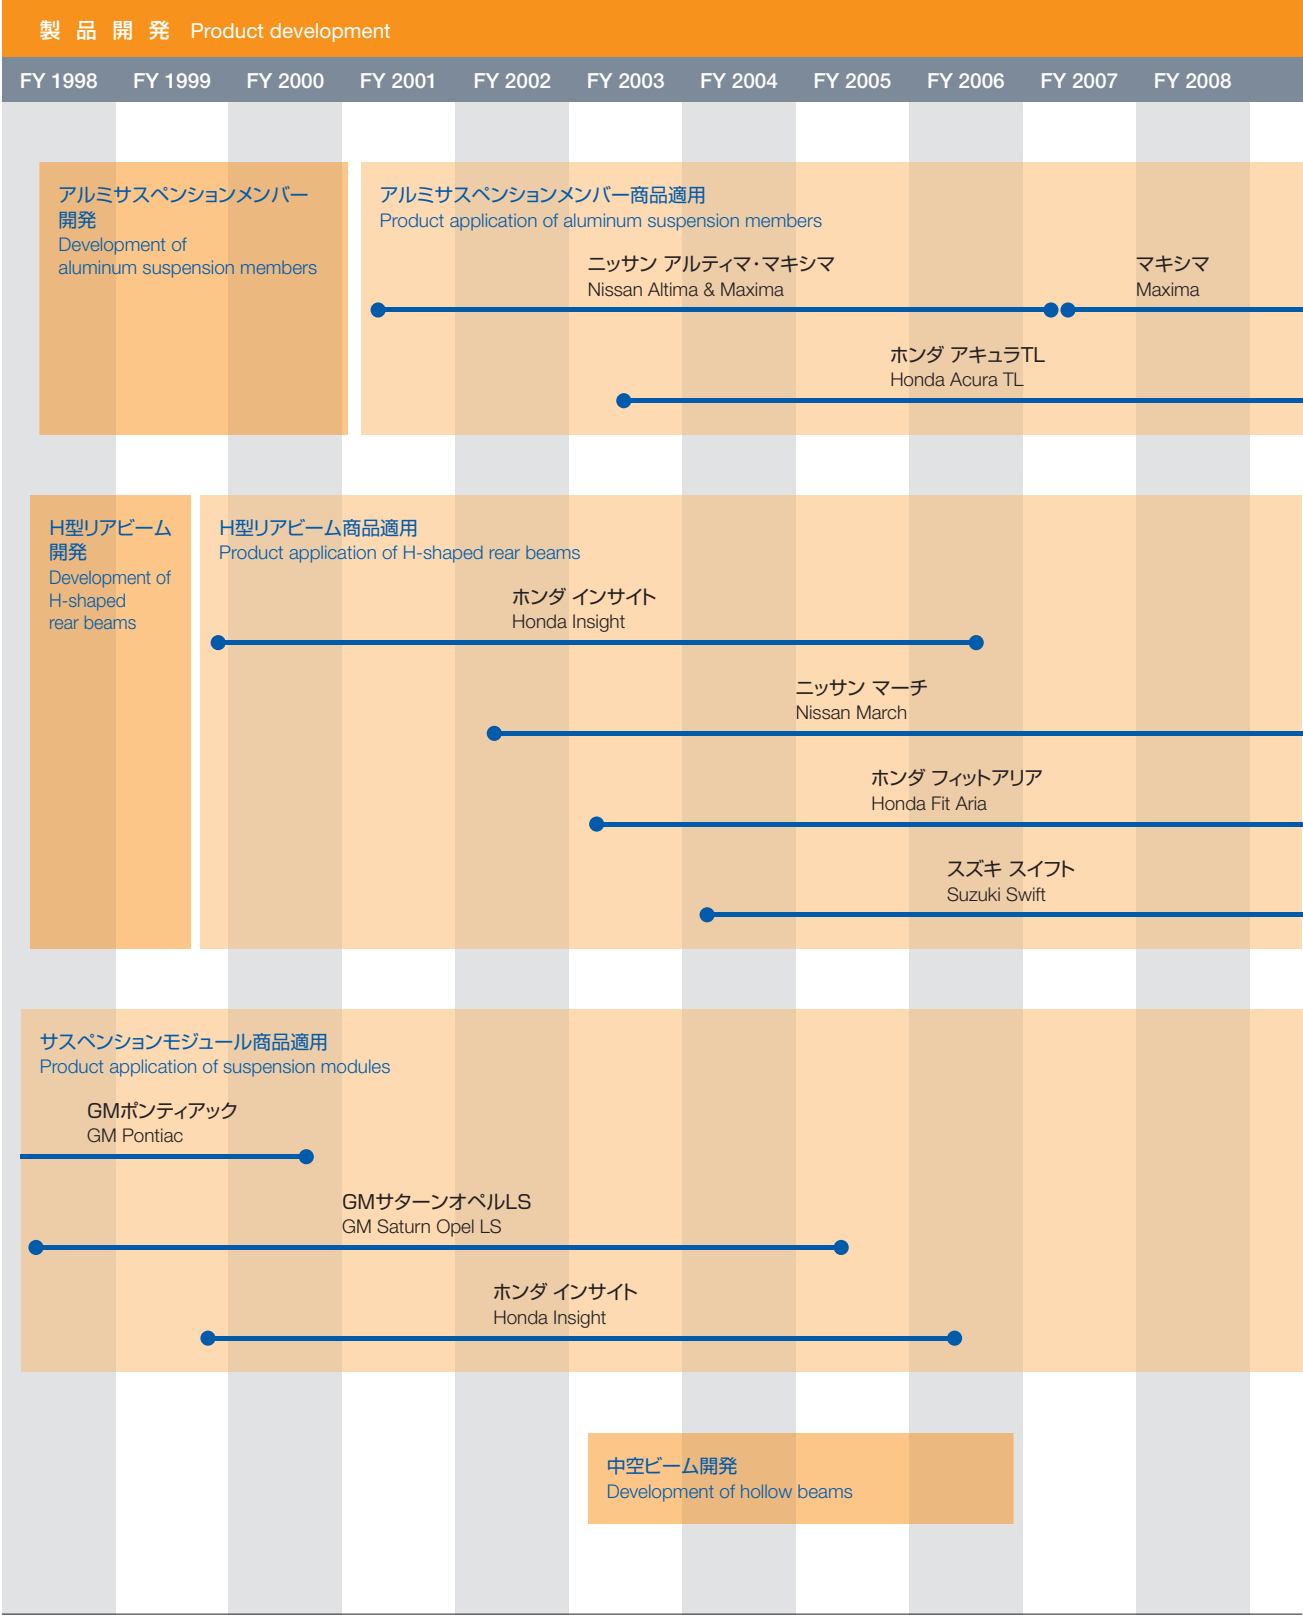 製品開発 Product development
FY 1998 FY 1999 FY 2000 FY 2001 FY 2002 FY 2003 FY 2004 FY 2005 FY 2006 FY 2007 FY 2008
アルミサスペンションメンバー
開発
Development of
aluminum suspension members
アルミサスペンションメンバー商品適用
Product application of aluminum suspension members
ニッサン アルティマ・マキシマ
Nissan Altima & Maxima
マキシマ
Maxima
ホンダ アキュラTL
Honda Acura TL
H型リアビーム
開発
Development of
H-shaped
rear beams
H型リアビーム商品適用
Product application of H-shaped rear beams
ホンダ インサイト
Honda Insight
ニッサン マーチ
Nissan March
ホンダ フィットアリア
Honda Fit Aria
スズキ スイフト
Suzuki Swift
サスペンションモジュール商品適用
Product application of suspension modules
GMポンティアック
GM Pontiac
GMサターンオペルLS
GM Saturn Opel LS
ホンダ インサイト
Honda Insight
中空ビーム開発
Development of hollow beams